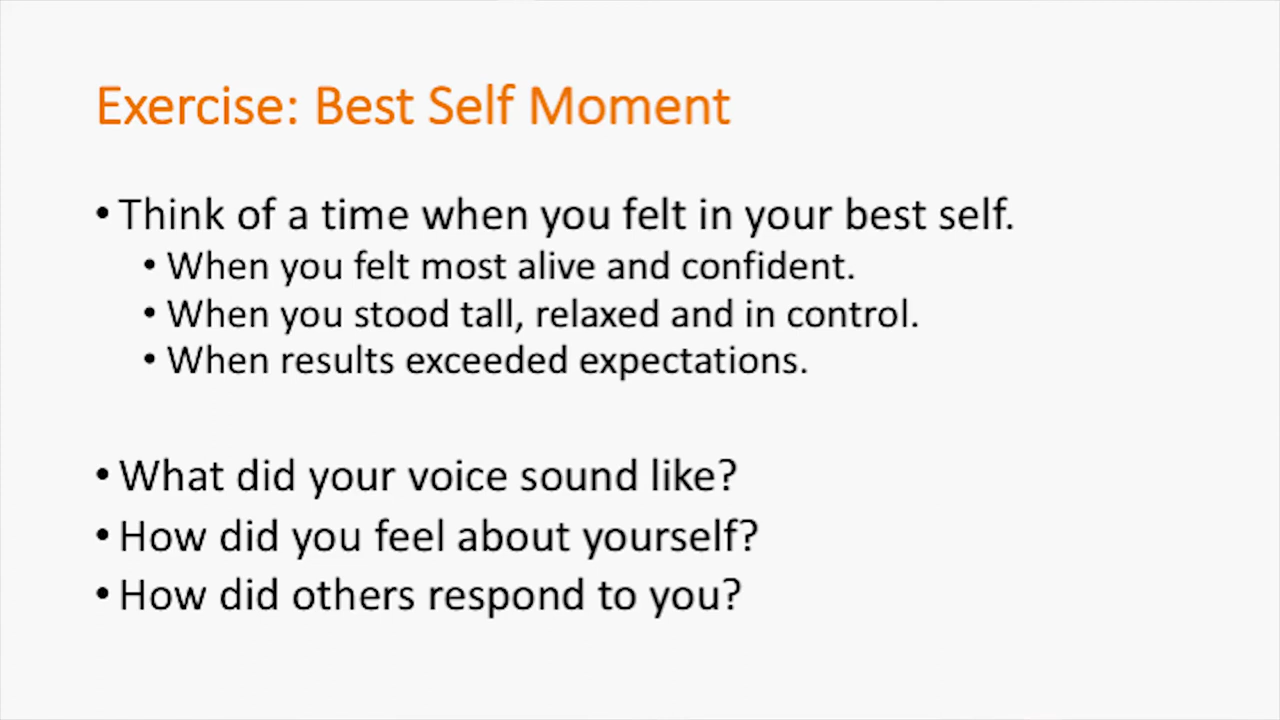 Exercise: Best Self Moment
• Think of a time when you felt in your best self.
• When you felt most alive and confident.
• When you stood tall, relaxed and in control.
• When results exceeded expectations.
• What did your voice sound like?
• How did you feel about yourself?
• How did others respond to you?